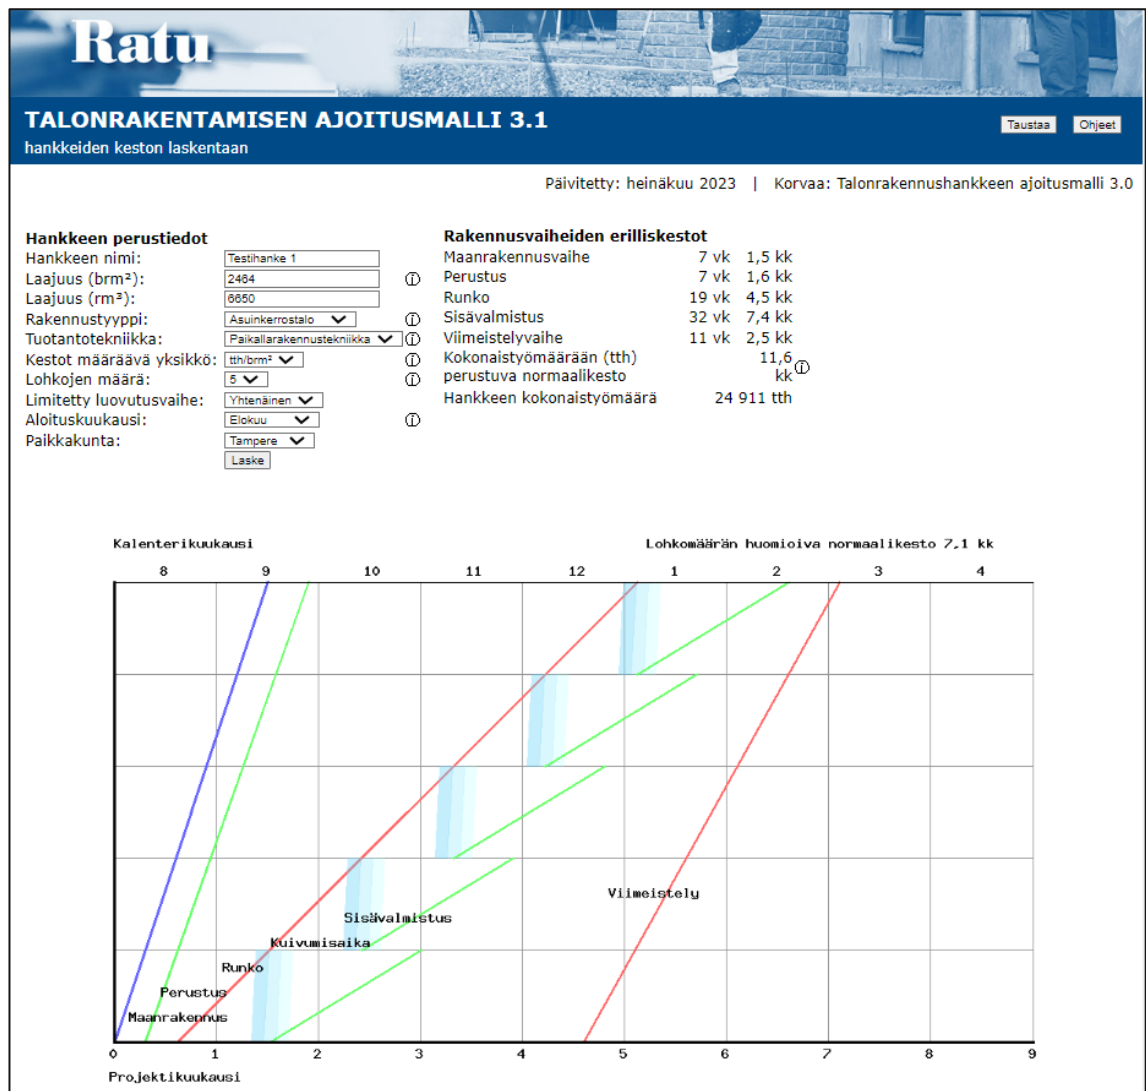 Ratu
TALONRAKENTAMISEN AJOITUSMALLI 3.1
hankkeiden keston laskentaan
Taustaa
Ohjeet
Päivitetty: heinäkuu 2023 | Korvaa: Talonrakennushankkeen ajoitusmalli 3.0
Hankkeen perustiedot
Hankkeen nimi: Testihanke 1
Laajuus (brm²): 2464
Laajuus (rm³): 6650
Rakennustyyppi: Asuinkerrostalo
Tuotantotekniikka: Paikallarakennustekniikka
Kestot määräävä yksikkö: tth/brm²
Lohkojen määrä: 5
Limitetty luovutusvaihe: Yhtenäinen
Aloituskuukausi: Elokuu
Paikkakunta: Tampere
Laske
Rakennusvaiheiden erilliskestot
Maanrakennusvaihe 7 vk 1,5 kk
Perustus 7 vk 1,6 kk
Runko 19 vk 4,5 kk
Sisävalmistus 32 vk 7,4 kk
Viimeistelyvaihe 11 vk 2,5 kk
Kokonaistyömäärään (tth) 11,6
perustuva normaalikesto kk
Hankkeen kokonaistyömäärä 24 911 tth
Kalenterikuukausi
Lohkomäärän huomioiva normaalikesto 7,1 kk
8 9 10 11 12 1 2 3 4
Viimeistely
Sisävalmistus
Kuivumisaika
Runko
Perustus
Maanrakennus
0 1 2 3 4 5 6 7 8 9
Projektikuukausi